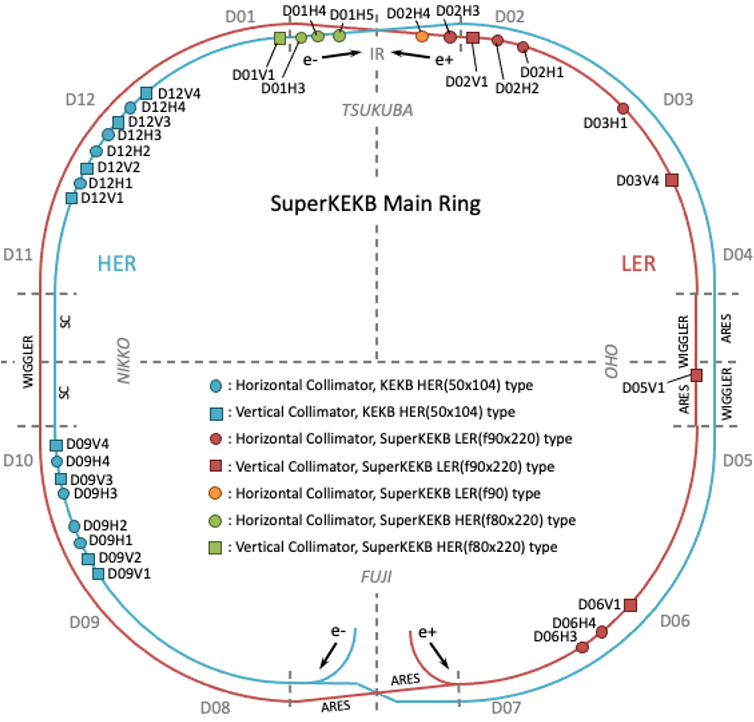 D01
D01H4
D01H5
D02H4
D02H3
D02
D01V1
D01H3
e-
IR
e+
D02V1
D02H2
D02H1
TSUKUBA
D12
D12V4
D12H4
D12V3
D12H3
D12H2
D12V2
D12H1
D12V1
D03
D03H1
D03V4
SuperKEKB Main Ring
D11
HER
LER
D04
SC
WIGGLER
SC
NIKKO
OHO
WIGGLER
ARES
ARES
WIGGLER
D05V1
: Horizontal Collimator, KEKB HER(50x104) type
: Vertical Collimator, KEKB HER(50x104) type
: Horizontal Collimator, SuperKEKB LER(f90x220) type
: Vertical Collimator, SuperKEKB LER(f90x220) type
: Horizontal Collimator, SuperKEKB LER(f90) type
: Horizontal Collimator, SuperKEKB HER(f80x220) type
: Vertical Collimator, SuperKEKB HER(f80x220) type
D10
D09V4
D09H4
D09V3
D09H3
D09H2
D09H1
D09V2
D09V1
D05
FUJI
D09
e-
e+
D06V1
D06H4
D06H3
D06
D08
ARES
ARES
D07